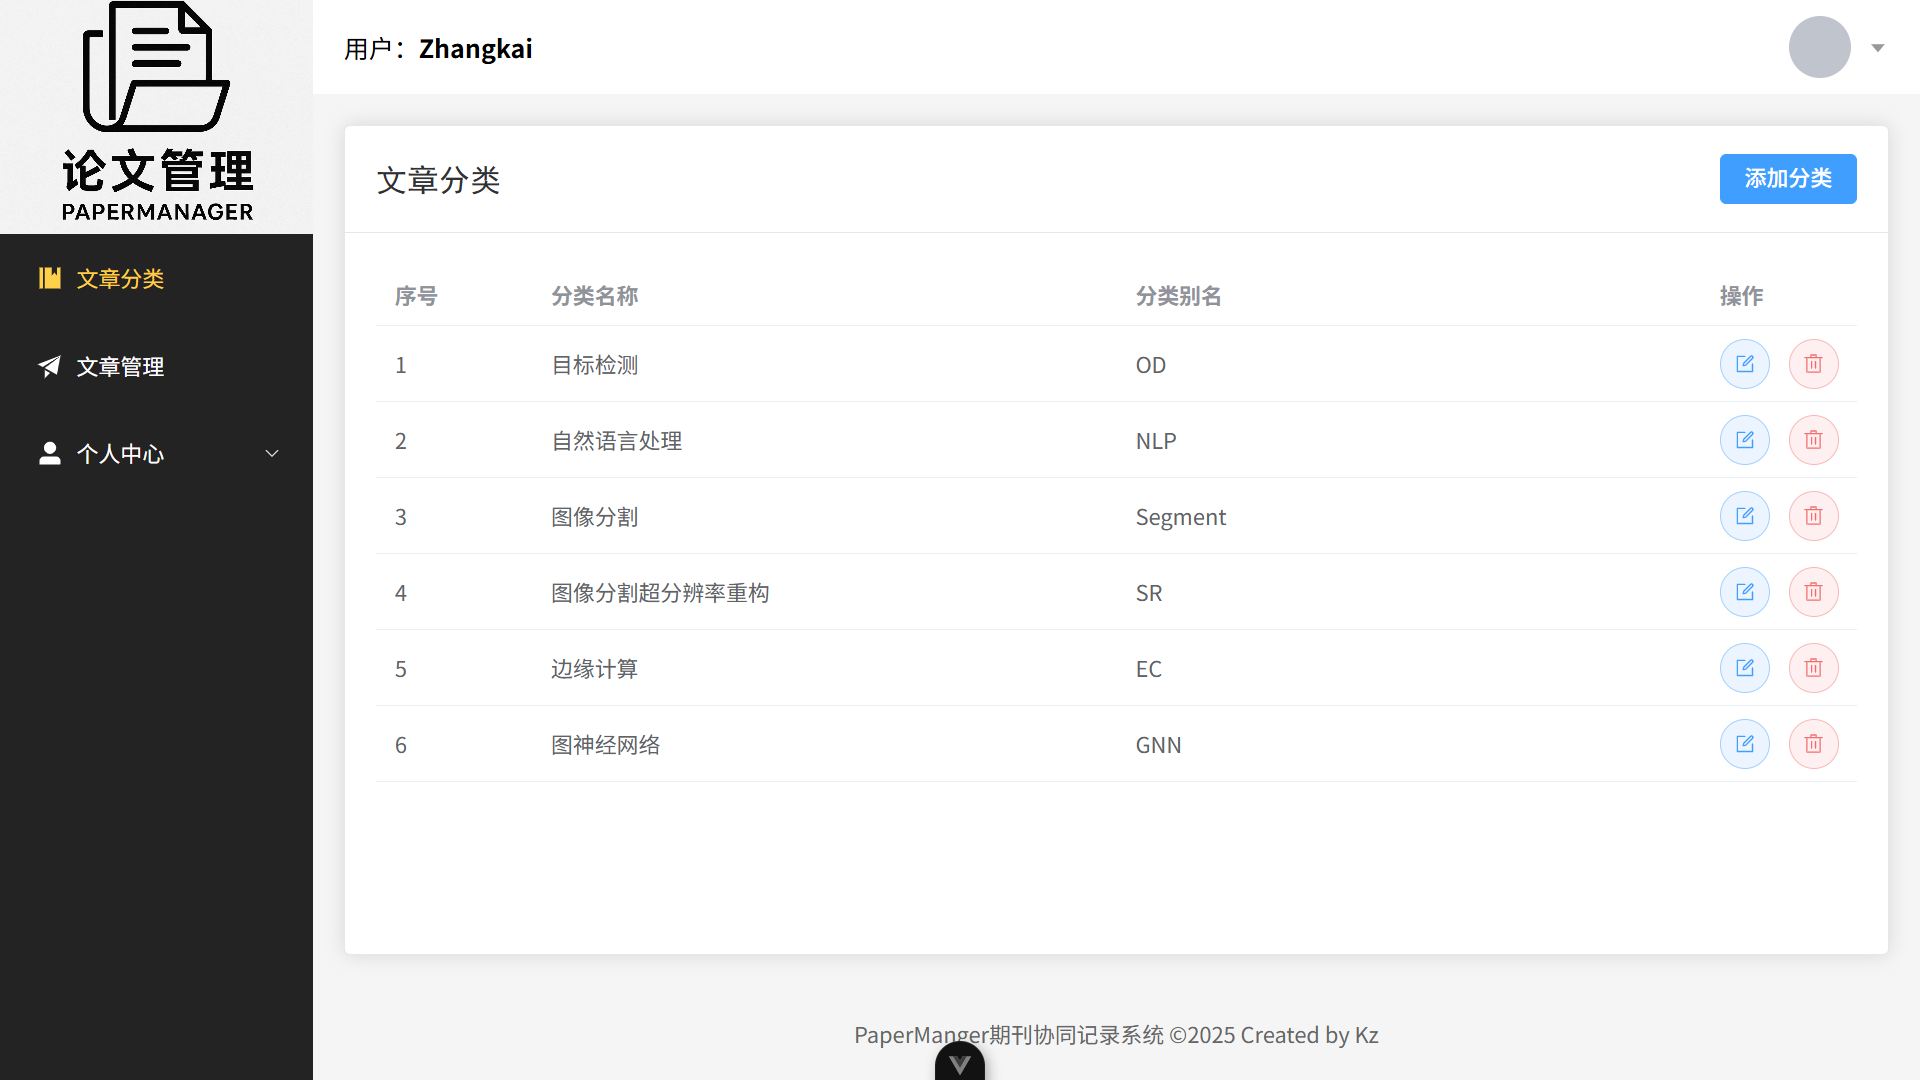 论文管理
PAPERMANAGER
文章分类
文章管理
个人中心
用户：Zhangkai
文章分类
添加分类
序号 分类名称 分类别名 操作
1 目标检测 OD
2 自然语言处理 NLP
3 图像分割 Segment
4 图像分割超分辨率重构 SR
5 边缘计算 EC
6 图神经网络 GNN
PaperManger期刊协同记录系统 ©2025 Created by Kz